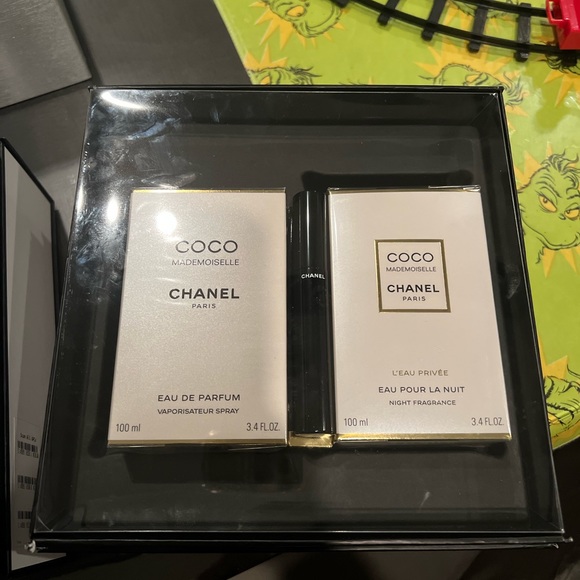 COCO
MADEMOISELLE
CHANEL
PARIS
EAU DE PARFUM
VAPORISATEUR SPRAY
100 ml 3.4 FL.OZ.
CHANEL
COCO
MADEMOISELLE
CHANEL
PARIS
L'EAU PRIVÉE
EAU POUR LA NUIT
NIGHT FRAGRANCE
100 ml 3.4 FL.OZ.